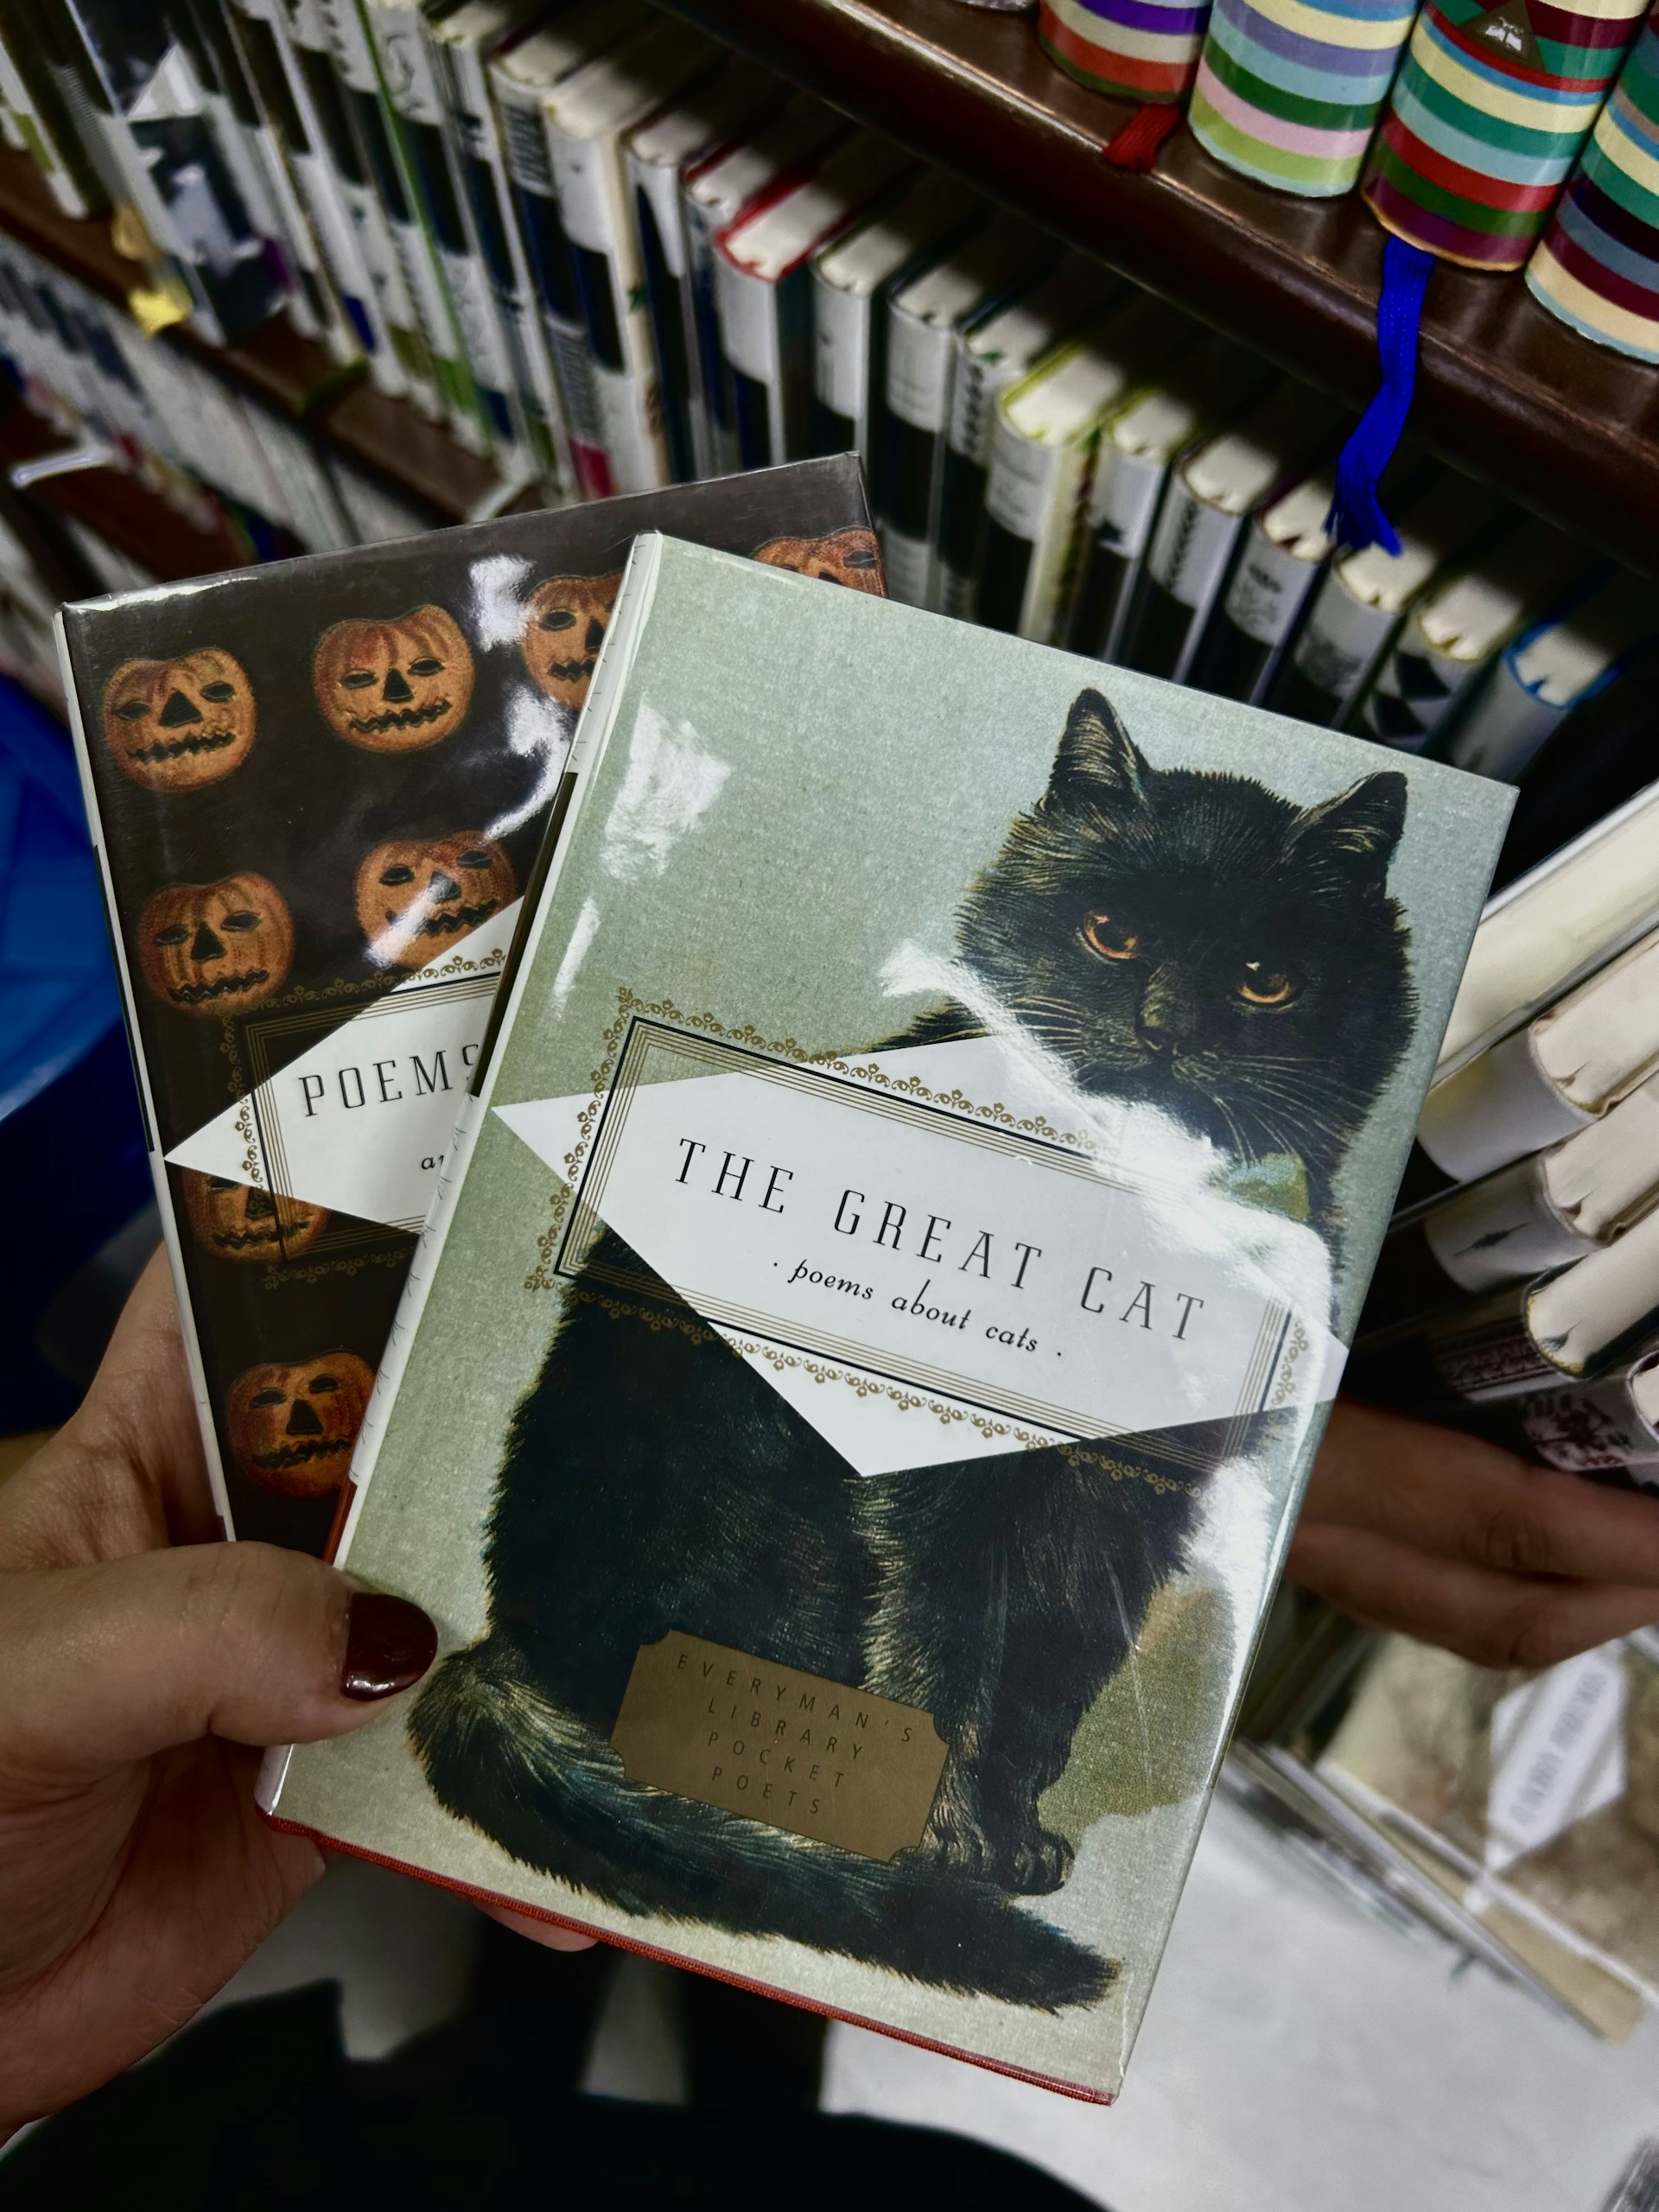 POEMS
THE GREAT CAT
· poems about cats ·
EVERYMAN'S
LIBRARY
POCKET
POETS